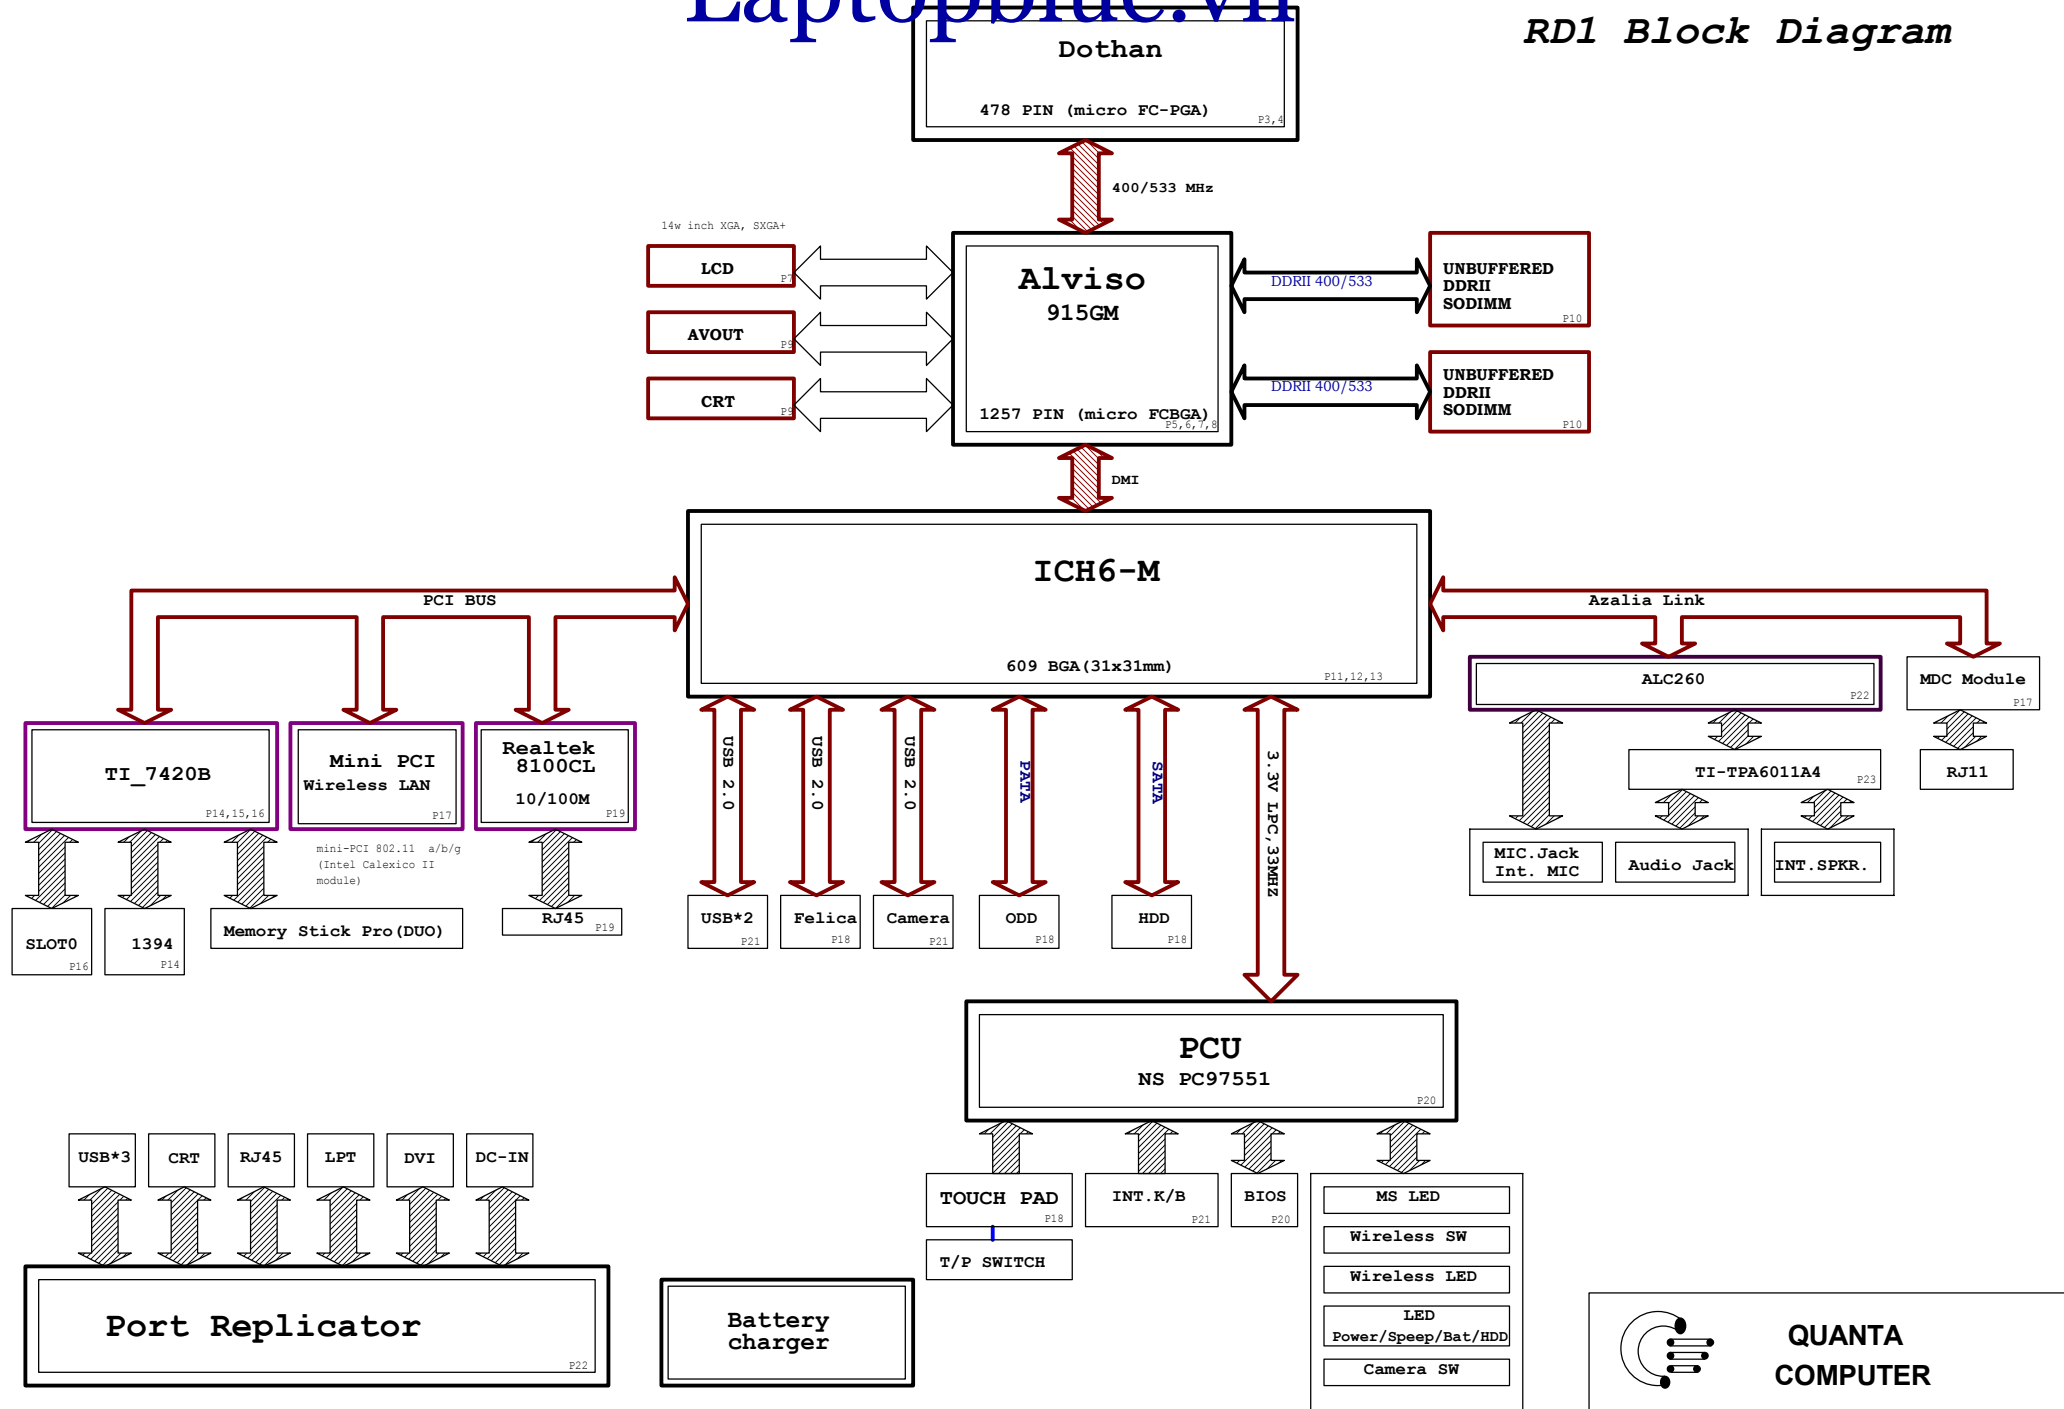 Laptopblue.vn
RD1 Block Diagram
Dothan
478 PIN (micro FC-PGA)
P3,4
400/533 MHz
14w inch XGA, SXGA+
LCD
P7
AVOUT
P9
CRT
P9
Alviso
915GM
1257 PIN (micro FCBGA)
P5,6,7,8
DDRII 400/533
UNBUFFERED
DDRII
SODIMM
P10
DDRII 400/533
UNBUFFERED
DDRII
SODIMM
P10
DMI
ICH6-M
609 BGA(31x31mm)
P11,12,13
PCI BUS
Azalia Link
TI_7420B
P14,15,16
Mini PCI
Wireless LAN
P17
Realtek
8100CL
10/100M
P19
mini-PCI 802.11 a/b/g
(Intel Calexico II
module)
SLOT0
P16
1394
P14
Memory Stick Pro(DUO)
RJ45
P19
USB 2.0
USB 2.0
USB 2.0
PATA
SATA
3.3V LPC,33MHZ
USB*2
P21
Felica
P18
Camera
P21
ODD
P18
HDD
P18
ALC260
P22
MDC Module
P17
TI-TPA6011A4
P23
RJ11
MIC.Jack
Int. MIC
Audio Jack
INT.SPKR.
PCU
NS PC97551
P20
TOUCH PAD
P18
T/P SWITCH
INT.K/B
P21
BIOS
P20
MS LED
Wireless SW
Wireless LED
LED
Power/Speep/Bat/HDD
Camera SW
USB*3
CRT
RJ45
LPT
DVI
DC-IN
Port Replicator
P22
Battery
charger
QUANTA
COMPUTER